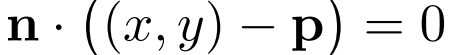 𝐧 · ((x, y) − 𝐩) = 0